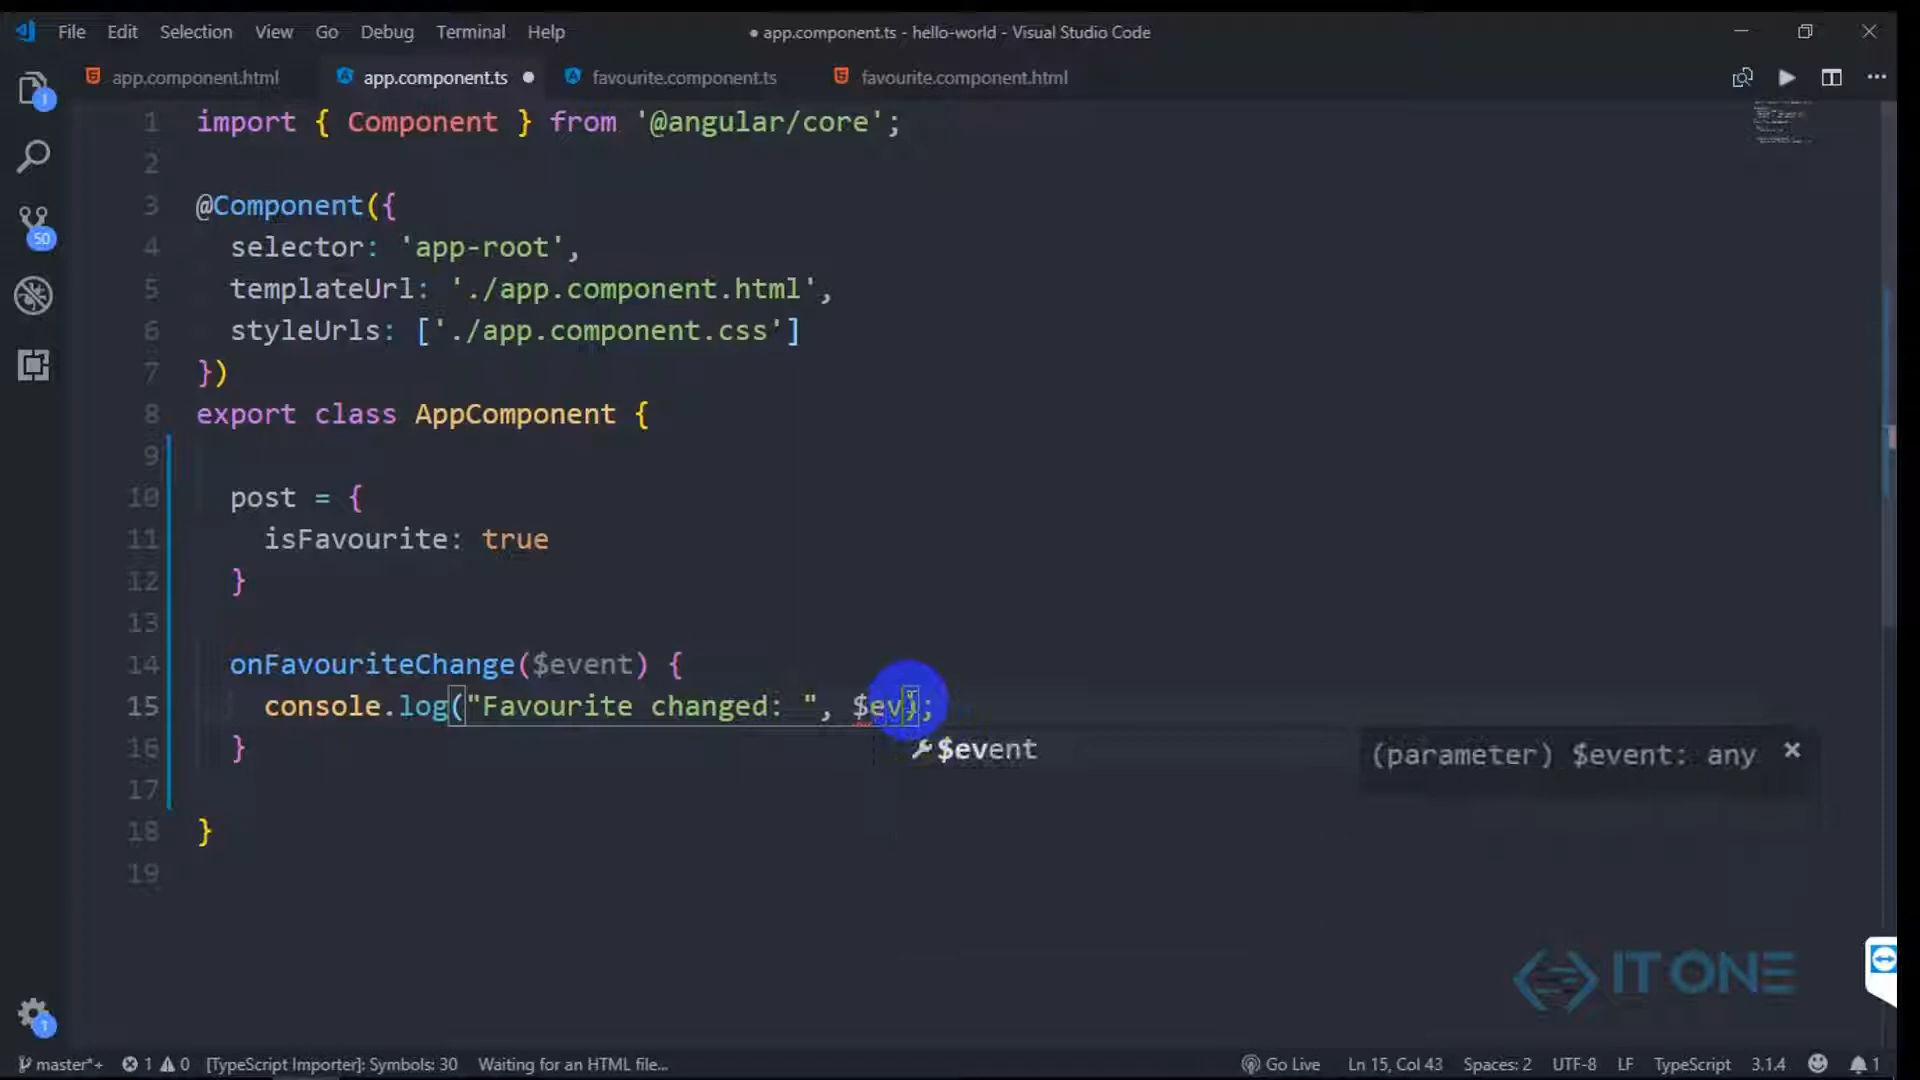 File Edit Selection View Go Debug Terminal Help
● app.component.ts - hello-world - Visual Studio Code
app.component.html app.component.ts ● favourite.component.ts favourite.component.html
1
50
1 import { Component } from '@angular/core';
2
3 @Component({
4 selector: 'app-root',
5 templateUrl: './app.component.html',
6 styleUrls: ['./app.component.css']
7 })
8 export class AppComponent {
9
10 post = {
11 isFavourite: true
12 }
13
14 onFavouriteChange($event) {
15 console.log("Favourite changed: ", $ev);
$event (parameter) $event: any ×
16 }
17
18 }
19
IT ONE
1
master*+ 1 0 [TypeScript Importer]: Symbols: 30 Waiting for an HTML file... Go Live Ln 15, Col 43 Spaces: 2 UTF-8 LF TypeScript 3.1.4 1